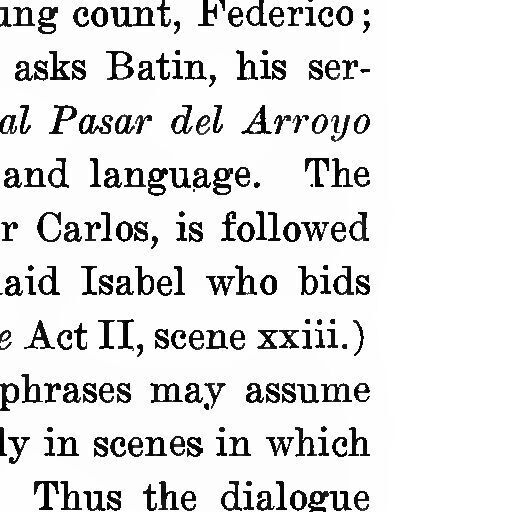 ung count, Federico;
asks Batin, his ser-
al Pasar del Arroyo
and language. The
r Carlos, is followed
aid Isabel who bids
e Act II, scene xxiii.)
phrases may assume
ly in scenes in which
Thus the dialogue